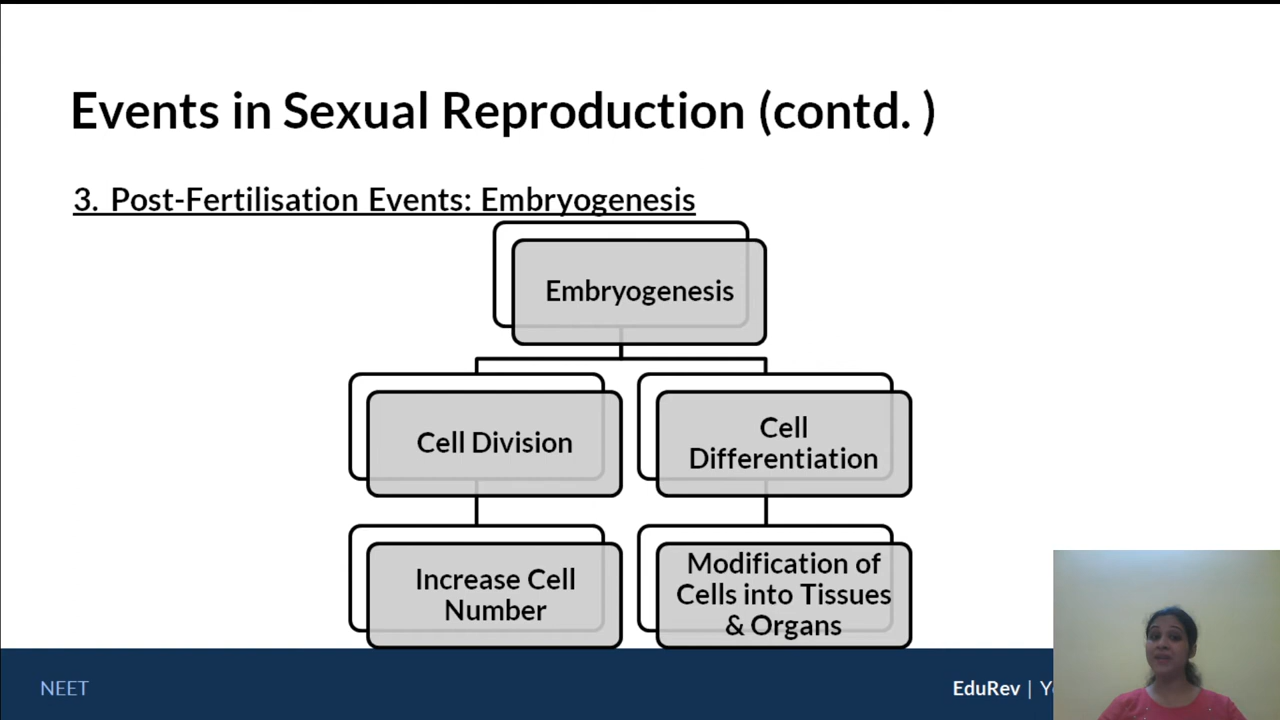 Events in Sexual Reproduction (contd. )
3. Post-Fertilisation Events: Embryogenesis
Embryogenesis
Cell Division
Cell
Differentiation
Increase Cell
Number
Modification of
Cells into Tissues
& Organs
NEET
EduRev |